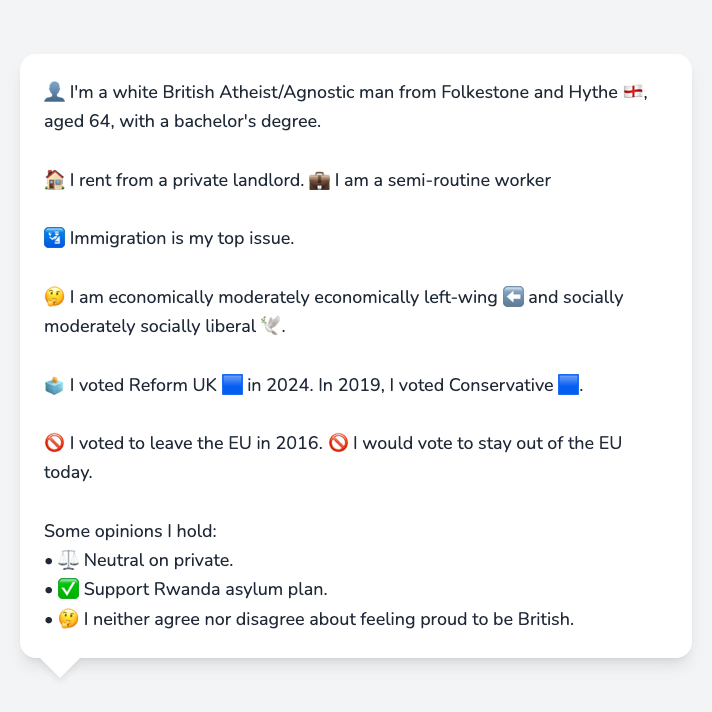 👤 I'm a white British Atheist/Agnostic man from Folkestone and Hythe 🏴󠁧󠁢󠁥󠁮󠁧󠁿,
aged 64, with a bachelor's degree.
🏠 I rent from a private landlord. 💼 I am a semi-routine worker
🛂 Immigration is my top issue.
🤔 I am economically moderately economically left-wing ⬅️ and socially
moderately socially liberal 🕊️.
🗳️ I voted Reform UK 🟦 in 2024. In 2019, I voted Conservative 🟦.
🚫 I voted to leave the EU in 2016. 🚫 I would vote to stay out of the EU
today.
Some opinions I hold:
• ⚖️ Neutral on private.
• ✅ Support Rwanda asylum plan.
• 🤔 I neither agree nor disagree about feeling proud to be British.